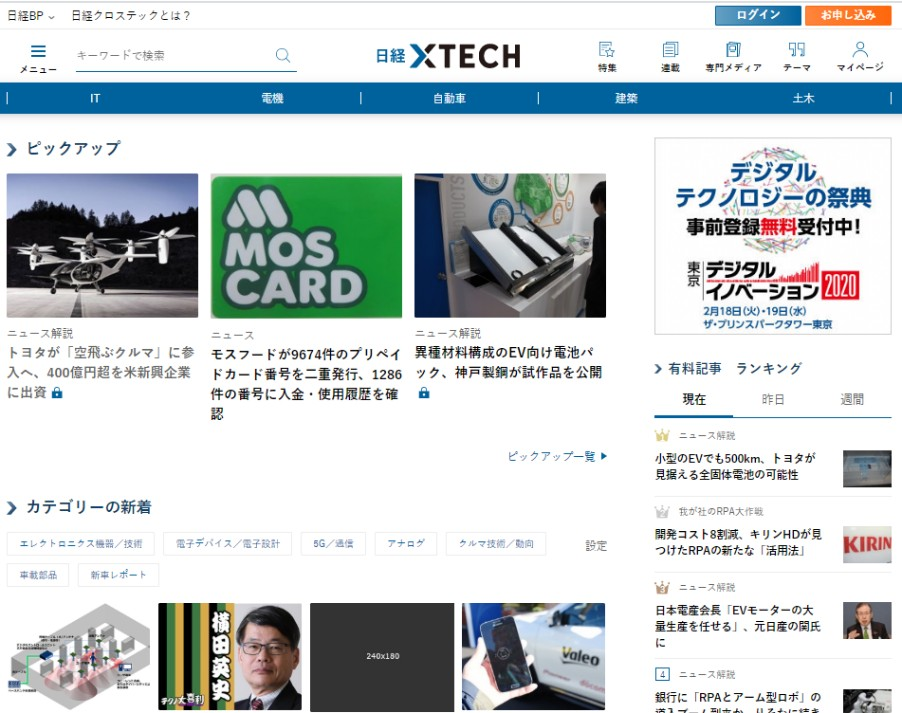 日経BP
日経クロステックとは？
ログイン
お申し込み
メニュー
キーワードで検索
日経 XTECH
特集
連載
専門メディア
テーマ
マイページ
IT
電機
自動車
建築
土木
ピックアップ
MOS
CARD
PRODUCTS
ニュース解説
トヨタが「空飛ぶクルマ」に参
入へ、400億円超を米新興企業
に出資
ニュース
モスフードが9674件のプリペイ
ドカード番号を二重発行、1286
件の番号に入金・使用履歴を確
認
ニュース解説
異種材料構成のEV向け電池パ
ック、神戸製鋼が試作品を公開
ピックアップ一覧
カテゴリーの新着
エレクトロニクス機器／技術
電子デバイス／電子設計
5G／通信
アナログ
クルマ技術／動向
設定
車載部品
新車レポート
横田英史
テクノ大喜利
240x180
Valeo
デジタル
テクノロジーの祭典
事前登録無料受付中!
東京
デジタル
イノベーション 2020
2月18日(火)・19日(水)
ザ・プリンスパークタワー東京
有料記事 ランキング
現在
昨日
週間
1
ニュース解説
小型のEVでも500km、トヨタが
見据える全固体電池の可能性
2
我が社のRPA大作戦
開発コスト8割減、キリンHDが見
つけたRPAの新たな「活用法」
KIRIN
3
ニュース解説
日本電産会長「EVモーターの大
量生産を任せる」、元日産の関氏
に
4
ニュース解説
銀行に「RPAとアーム型ロボ」の